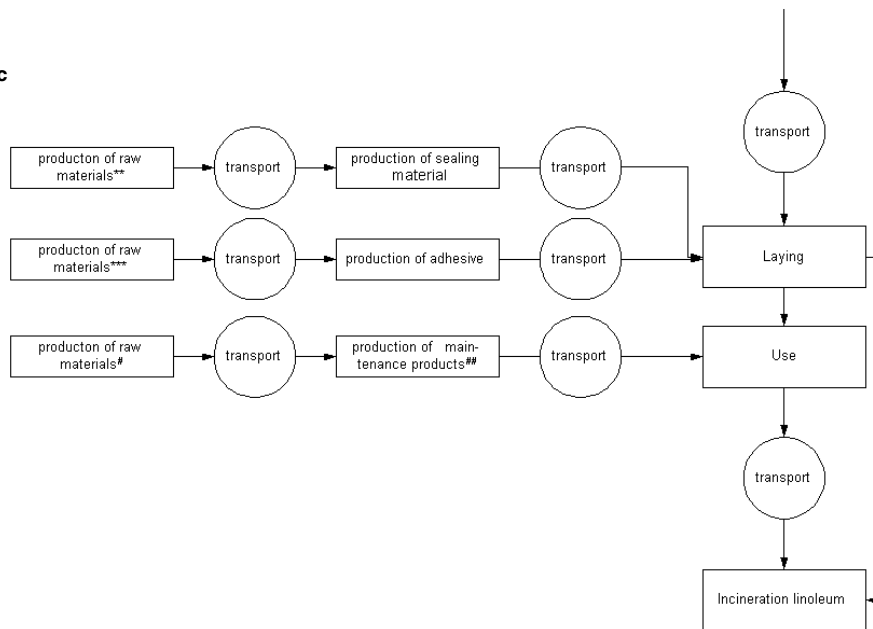 c
transport
producton of raw
materials**
transport
production of sealing
material
transport
Laying
producton of raw
materials***
transport
production of adhesive
transport
producton of raw
materials#
transport
production of main-
tenance products##
transport
Use
transport
Incineration linoleum